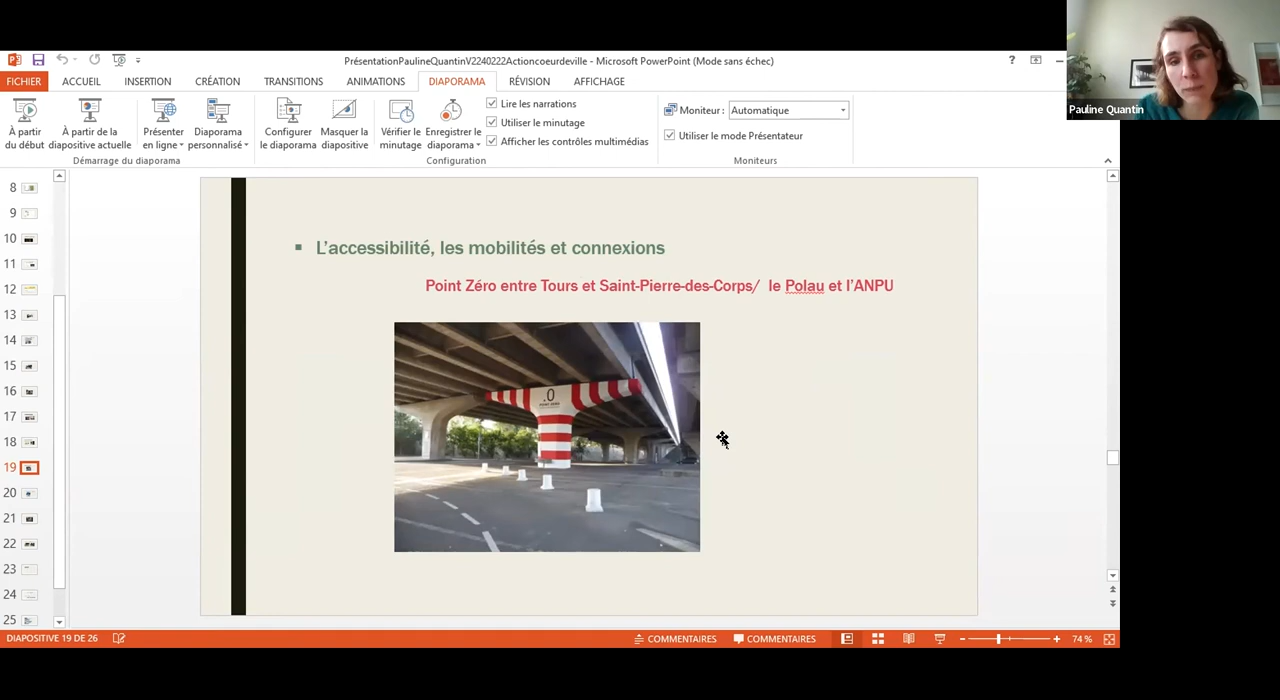 PrésentationPaulineQuantinV2240222Actioncoeurdeville - Microsoft PowerPoint (Mode sans échec)
?
FICHIER ACCUEIL INSERTION CRÉATION TRANSITIONS ANIMATIONS DIAPORAMA RÉVISION AFFICHAGE
Pauline Quantin
À partir du début
À partir de la diapositive actuelle
Présenter en ligne
Diaporama personnalisé
Configurer le diaporama
Masquer la diapositive
Vérifier le minutage
Enregistrer le diaporama
Lire les narrations
Utiliser le minutage
Afficher les contrôles multimédias
Moniteur : Automatique
Utiliser le mode Présentateur
Démarrage du diaporama
Configuration
Moniteurs
8
9
10
11
12
13
14
15
16
17
18
19
20
21
22
23
24
25
L'accessibilité, les mobilités et connexions
Point Zéro entre Tours et Saint-Pierre-des-Corps/ le Polau et l'ANPU
.0
POINT ZÉRO
DIAPOSITIVE 19 DE 26
COMMENTAIRES
COMMENTAIRES
74 %